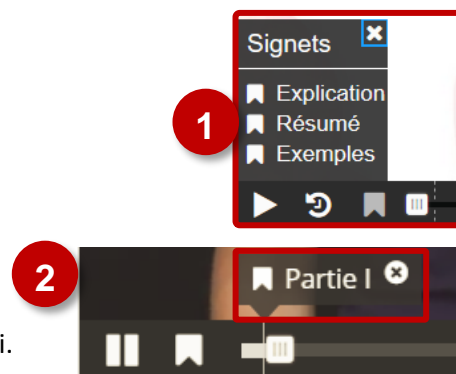 Signets
Explication
1
Résumé
Exemples
2
Partie I
i.